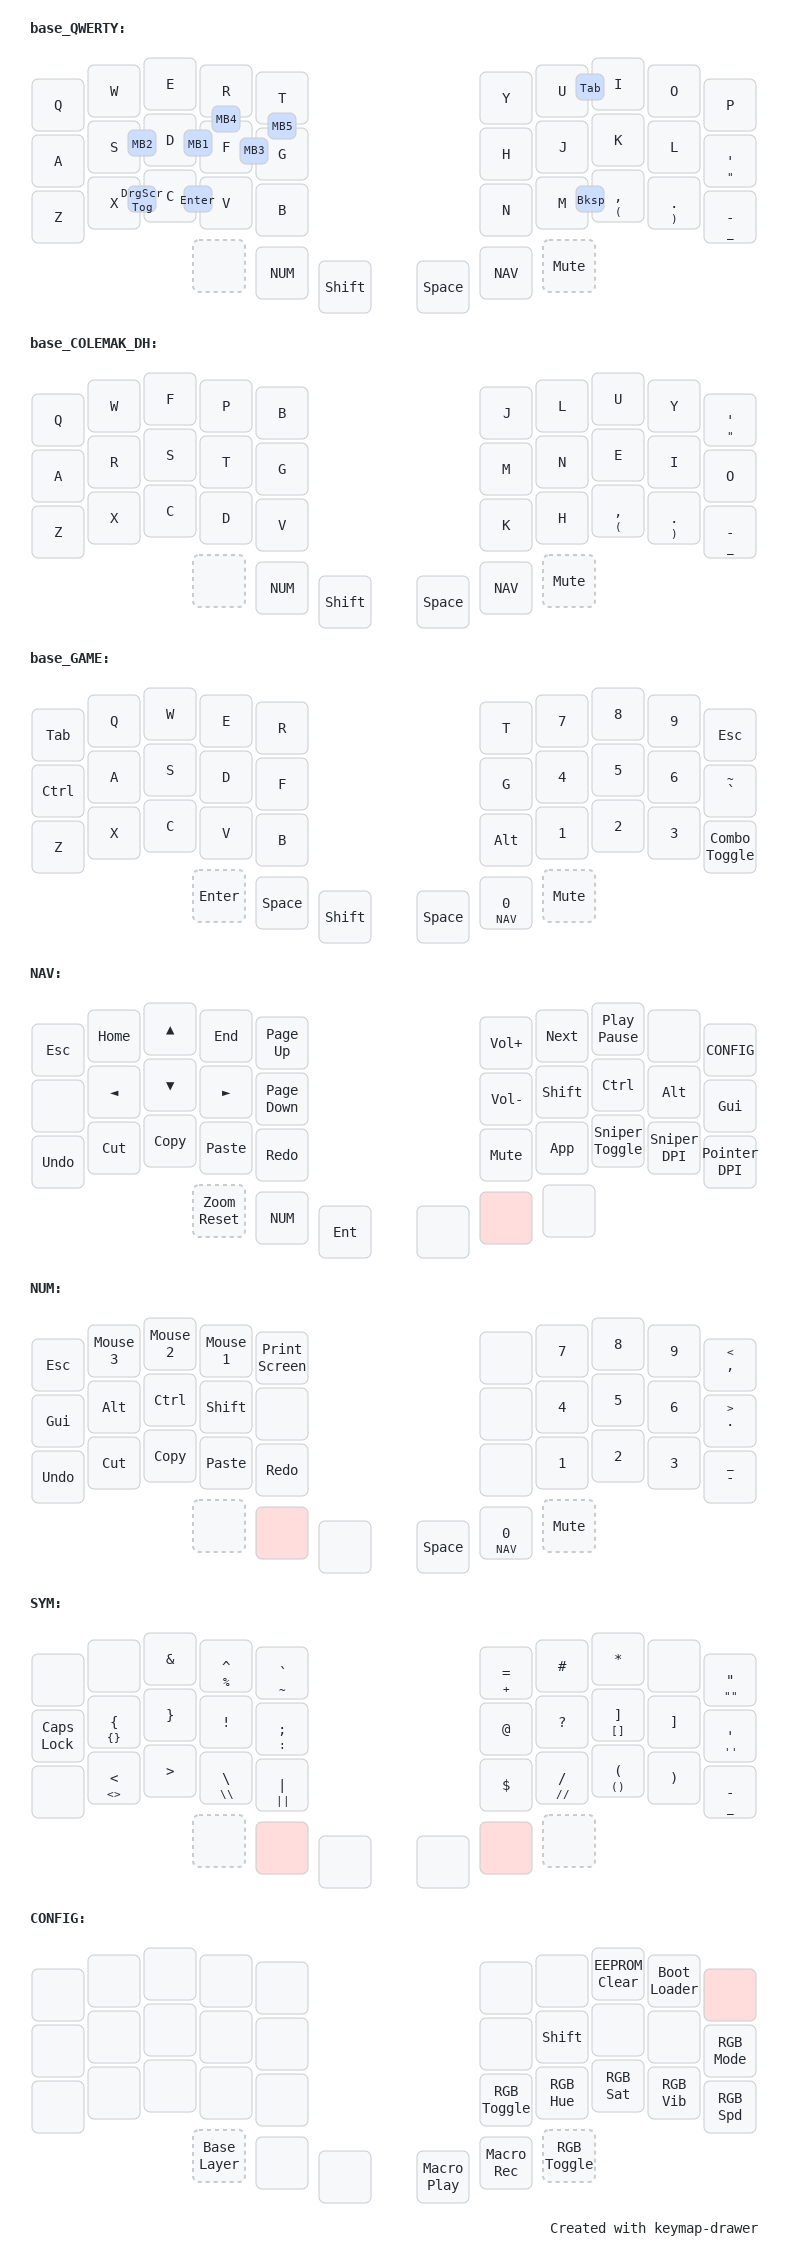 base_QWERTY:
Q W E R T Y U Tab I O P
MB4 MB5
A S MB2 D MB1 F MB3 G H J K L ' "
Z X DrgScr Tog C Enter V B N M Bksp , ( . ) - _
NUM Shift Space NAV Mute
base_COLEMAK_DH:
Q W F P B J L U Y ' "
A R S T G M N E I O
Z X C D V K H , ( . ) - _
NUM Shift Space NAV Mute
base_GAME:
Tab Q W E R T 7 8 9 Esc
Ctrl A S D F G 4 5 6 ~ `
Z X C V B Alt 1 2 3 Combo Toggle
Enter Space Shift Space 0 NAV Mute
NAV:
Esc Home ▲ End Page Up Vol+ Next Play Pause CONFIG
◄ ▼ ► Page Down Vol- Shift Ctrl Alt Gui
Undo Cut Copy Paste Redo Mute App Sniper Toggle Sniper DPI Pointer DPI
Zoom Reset NUM Ent
NUM:
Esc Mouse 3 Mouse 2 Mouse 1 Print Screen 7 8 9 < ,
Gui Alt Ctrl Shift 4 5 6 > .
Undo Cut Copy Paste Redo 1 2 3 _ -
Space 0 NAV Mute
SYM:
& ^ % ` ~ = + # * " ""
Caps Lock { {} } ! ; : @ ? ] [] ] ' ''
< <> > \ \\ | || $ / // ( () ) - _
CONFIG:
EEPROM Clear Boot Loader
Shift RGB Mode
RGB Toggle RGB Hue RGB Sat RGB Vib RGB Spd
Base Layer Macro Play Macro Rec RGB Toggle
Created with keymap-drawer